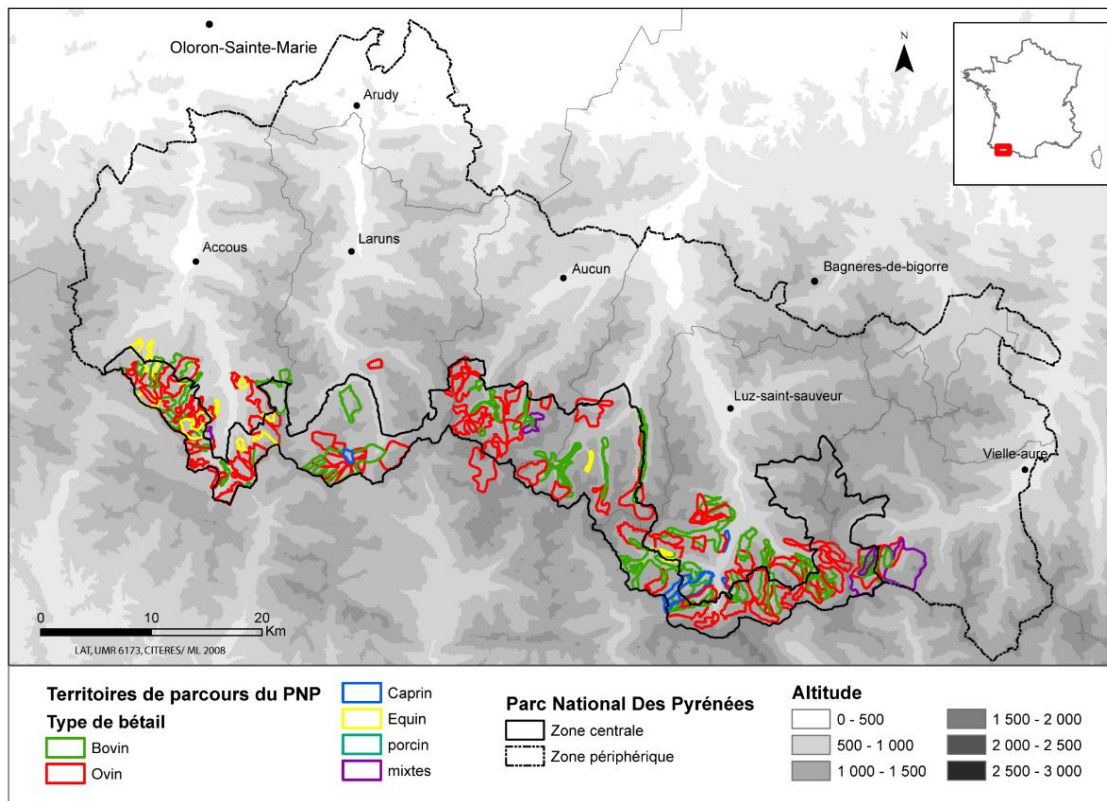 Oloron-Sainte-Marie
N
Arudy
Accous
Laruns
Aucun
Bagneres-de-bigorre
Luz-saint-sauveur
Vielle-aure
0 10 20
Km
LAT, UMR 6173, CITERES/ ML 2008
Territoires de parcours du PNP
Type de bétail
Bovin
Ovin
Caprin
Equin
porcin
mixtes
Parc National Des Pyrénées
Zone centrale
Zone périphérique
Altitude
0 - 500
500 - 1 000
1 000 - 1 500
1 500 - 2 000
2 000 - 2 500
2 500 - 3 000